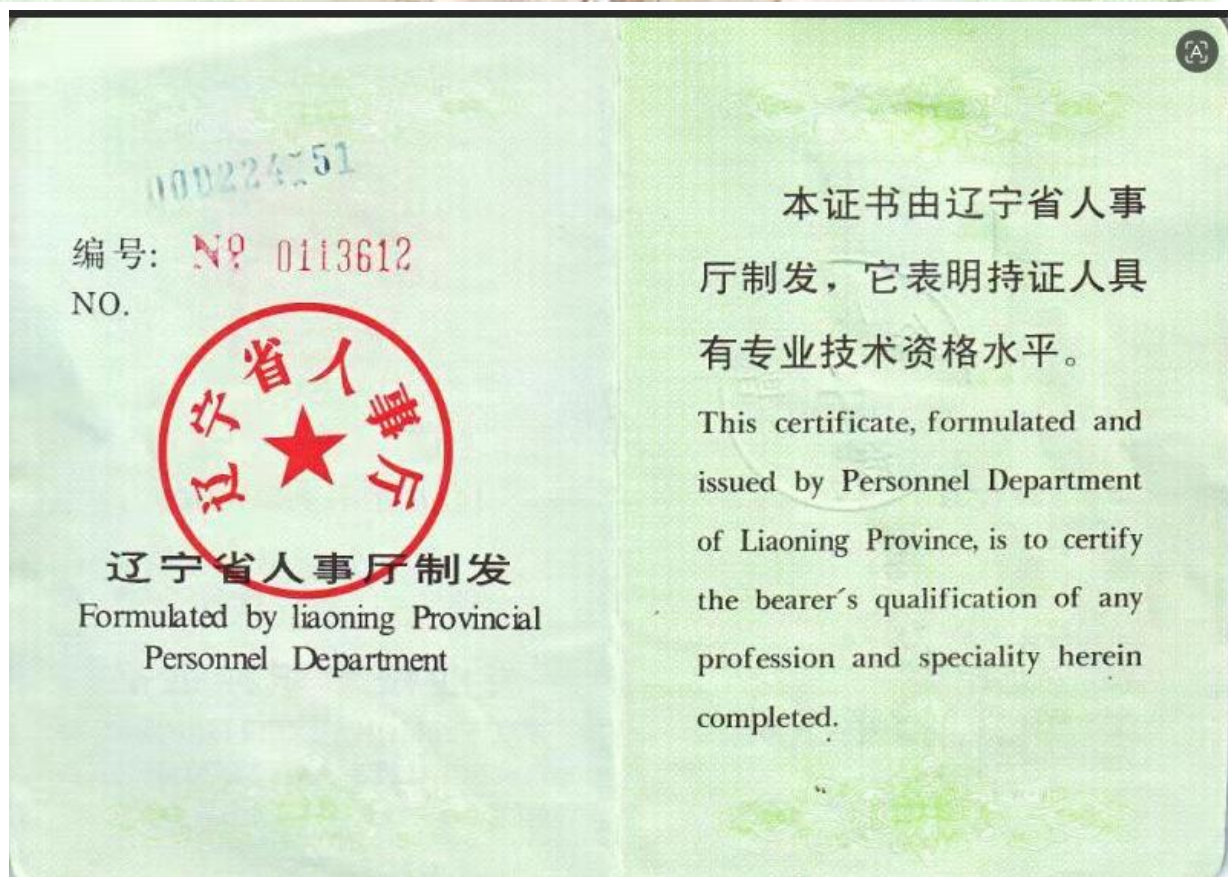 编号: № 0113612
NO.
辽宁省人事厅
辽宁省人事厅制发
Formulated by liaoning Provincial
Personnel Department
本证书由辽宁省人事
厅制发，它表明持证人具
有专业技术资格水平。
This certificate, formulated and
issued by Personnel Department
of Liaoning Province, is to certify
the bearer´s qualification of any
profession and speciality herein
completed.